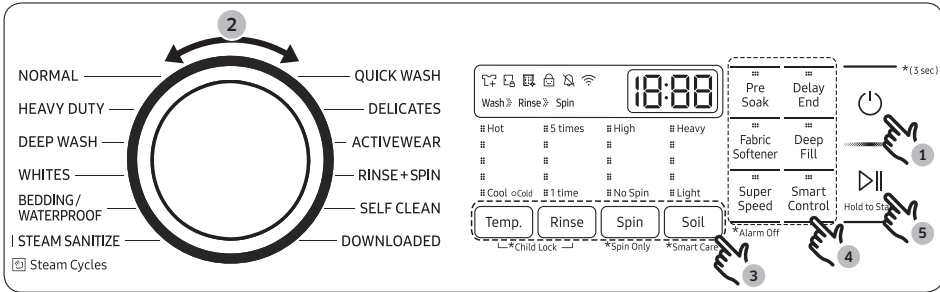 2
NORMAL
HEAVY DUTY
DEEP WASH
WHITES
BEDDING/
WATERPROOF
STEAM SANITIZE
Steam Cycles
QUICK WASH
DELICATES
ACTIVEWEAR
RINSE+SPIN
SELF CLEAN
DOWNLOADED
Wash Rinse Spin
18:88
Hot 5 times High Heavy
Cool Cold 1 time No Spin Light
Temp. Rinse Spin Soil
*Child Lock *Spin Only *Smart Care
3
Pre
Soak
Delay
End
Fabric
Softener
Deep
Fill
Super
Speed
Smart
Control
*Alarm Off
4
*(3 sec)
1
Hold to Sta
5